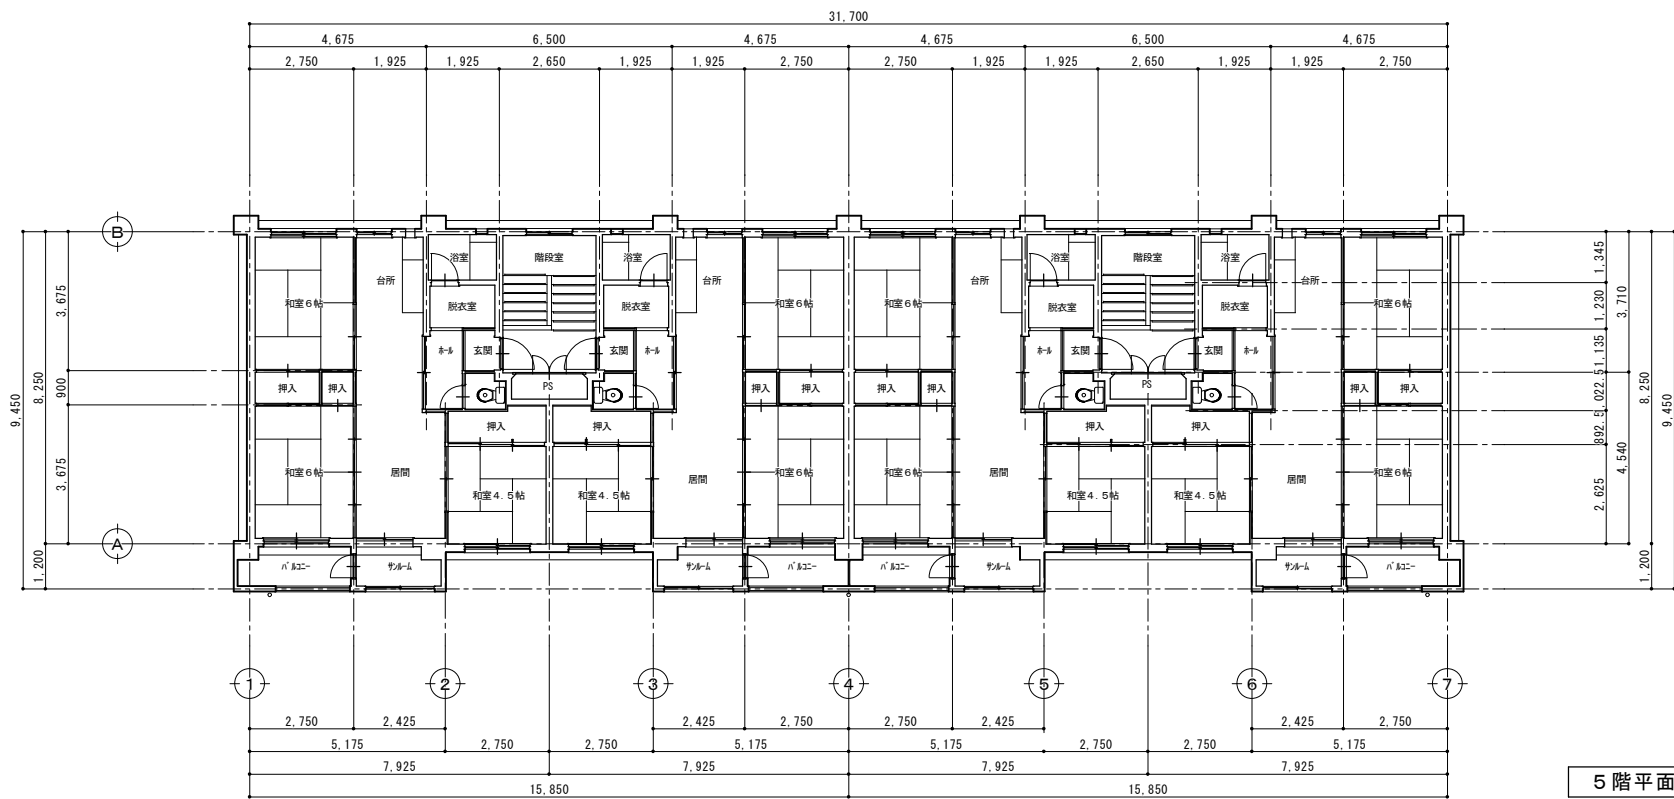 31,700
4,675 6,500 4,675 4,675 6,500 4,675
2,750 1,925 1,925 2,650 1,925 1,925 2,750 2,750 1,925 1,925 2,650 1,925 1,925 2,750
B
浴室 階段室 浴室 浴室 階段室 浴室
台所 台所 台所 台所
和室6帖 脱衣室 脱衣室 和室6帖 和室6帖 脱衣室 脱衣室 和室6帖
ホール 玄関 玄関 ホール ホール 玄関 玄関 ホール
押入 押入 PS 押入 押入 押入 押入 PS 押入 押入
押入 押入 押入 押入
和室6帖 居間 和室4.5帖 和室4.5帖 居間 和室6帖 和室6帖 居間 和室4.5帖 和室4.5帖 居間 和室6帖
A
バルコニー サンルーム サンルーム バルコニー バルコニー サンルーム サンルーム バルコニー
9,450
8,250
1,200
3,675
900
3,675
1,345
1,230
1,135
1,022.5
892.5
2,625
3,710
4,540
8,250
1,200
9,450
1 2 3 4 5 6 7
2,750 2,425 2,425 2,750 2,750 2,425 2,425 2,750
5,175 2,750 2,750 5,175 5,175 2,750 2,750 5,175
7,925 7,925 7,925 7,925
15,850 15,850
5階平面